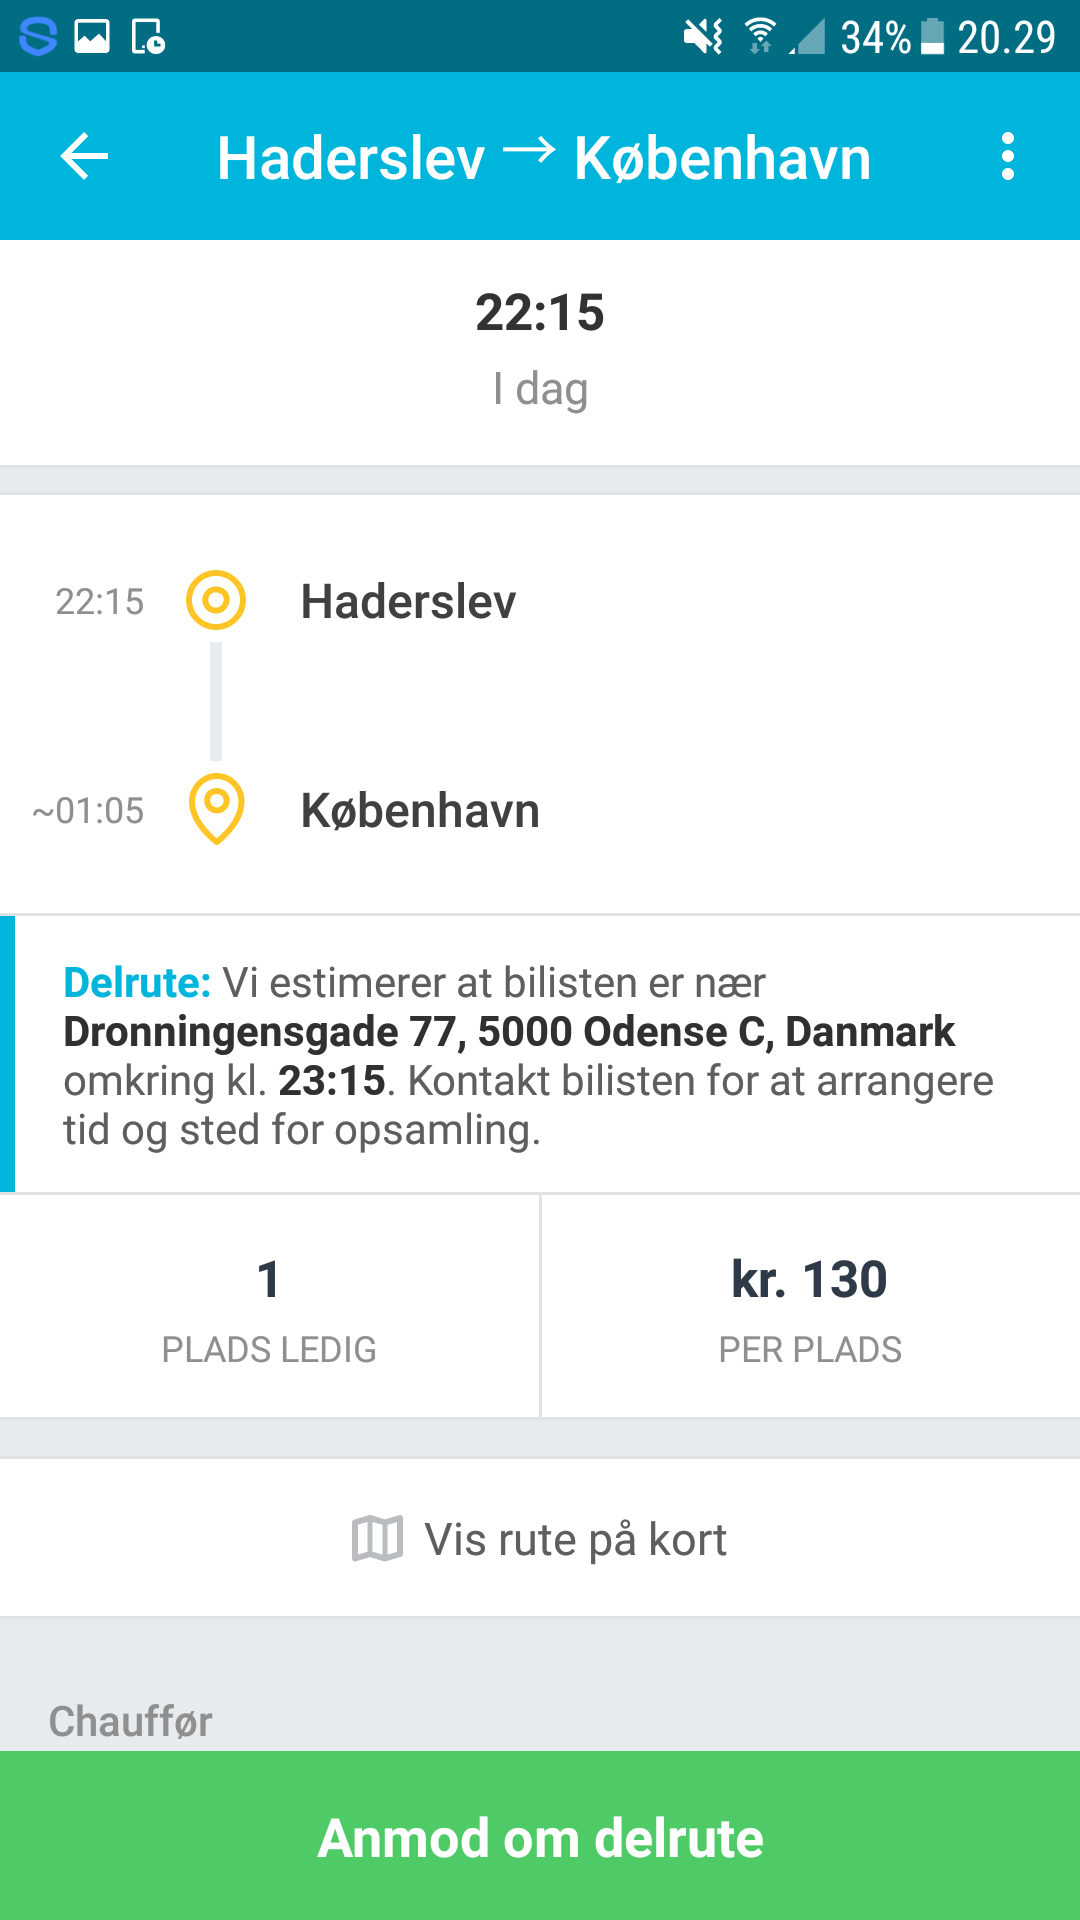 34% 20.29
Haderslev → København
22:15
I dag
22:15 Haderslev
~01:05 København
Delrute: Vi estimerer at bilisten er nær
Dronningensgade 77, 5000 Odense C, Danmark
omkring kl. 23:15. Kontakt bilisten for at arrangere
tid og sted for opsamling.
1 kr. 130
PLADS LEDIG PER PLADS
Vis rute på kort
Chauffør
Anmod om delrute